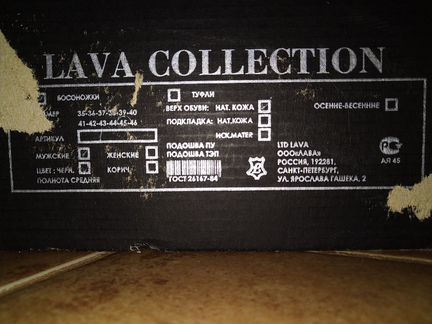 LAVA COLLECTION
БОСОНОЖКИ
ТУФЛИ
35-36-37-38-39-40
41-42-43-44-45-46
ВЕРХ ОБУВИ: НАТ. КОЖА
ПОДКЛАДКА: НАТ.КОЖА
ИСК.МАТЕР
ОСЕННЕ-ВЕСЕННИЕ
АРТИКУЛ
МУЖСКИЕ
ЖЕНСКИЕ
ЦВЕТ: ЧЕРН.
КОРИЧ.
ПОЛНОТА СРЕДНЯЯ
ПОДОШВА ПУ
ПОДОШВА ТЭП
ГОСТ 26167-84
LTD LAVA
ООО«ЛАВА»
РОССИЯ, 192281,
САНКТ-ПЕТЕРБУРГ,
УЛ. ЯРОСЛАВА ГАШЕКА, 2
АЯ 45